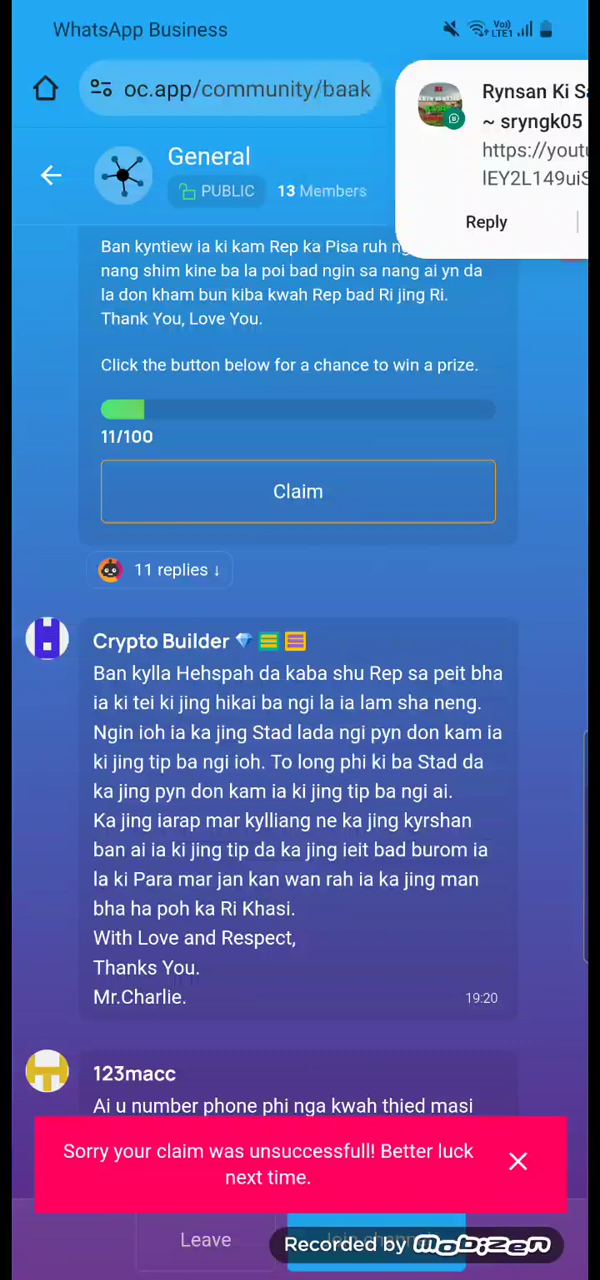 WhatsApp Business
Vo))
LTE1
oc.app/community/baak
Rynsan Ki Sa
~ sryngk05
https://youtu
IEY2L149uiS
Reply
General
PUBLIC
13 Members
Ban kyntiew ia ki kam Rep ka Pisa ruh
nang shim kine ba la poi bad ngin sa nang ai yn da
la don kham bun kiba kwah Rep bad Ri jing Ri.
Thank You, Love You.
Click the button below for a chance to win a prize.
11/100
Claim
11 replies ↓
Crypto Builder
Ban kylla Hehspah da kaba shu Rep sa peit bha
ia ki tei ki jing hikai ba ngi la ia lam sha neng.
Ngin ioh ia ka jing Stad lada ngi pyn don kam ia
ki jing tip ba ngi ioh. To long phi ki ba Stad da
ka jing pyn don kam ia ki jing tip ba ngi ai.
Ka jing iarap mar kylliang ne ka jing kyrshan
ban ai ia ki jing tip da ka jing ieit bad burom ia
la ki Para mar jan kan wan rah ia ka jing man
bha ha poh ka Ri Khasi.
With Love and Respect,
Thanks You.
Mr.Charlie.
19:20
123macc
Ai u number phone phi nga kwah thied masi
Sorry your claim was unsuccessfull! Better luck
next time.
Leave
Recorded by mobizen